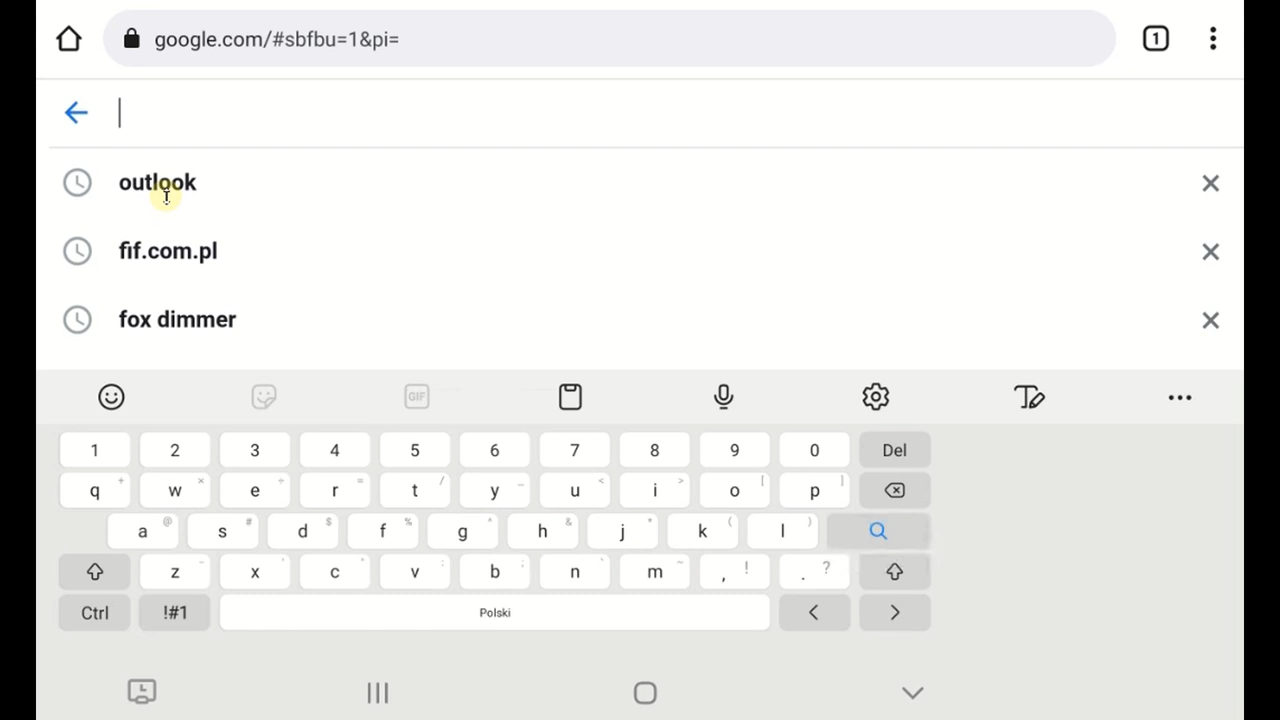 google.com/#sbfbu=1&pi=
1
outlook
fif.com.pl
fox dimmer
GIF
1 2 3 4 5 6 7 8 9 0 Del
q + w × e ÷ r = t / y _ u < i > o [ p ]
a @ s # d $ f % g ^ h & j * k ( l )
z - x ' c " v : b ; n ` m ~ , ! . ?
Ctrl !#1 Polski < >